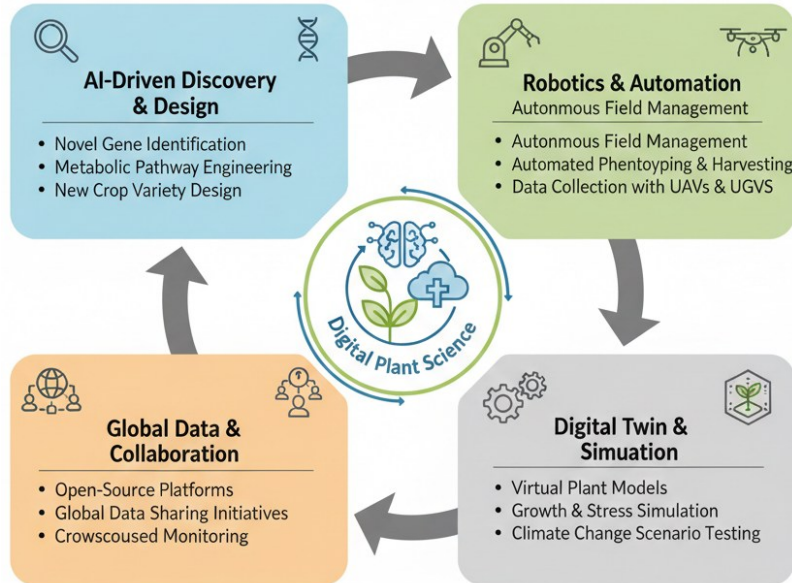 AI-Driven Discovery
& Design
• Novel Gene Identification
• Metabolic Pathway Engineering
• New Crop Variety Design
Robotics & Automation
Autonmous Field Management
• Autonmous Field Management
• Automated Phentoyping & Harvesting
• Data Collection with UAVs & UGVS
Digital Plant Science
Global Data &
Collaboration
• Open-Source Platforms
• Global Data Sharing Initiatives
• Crowscoused Monitoring
Digital Twin &
Simuation
• Virtual Plant Models
• Growth & Stress Simulation
• Climate Change Scenario Testing